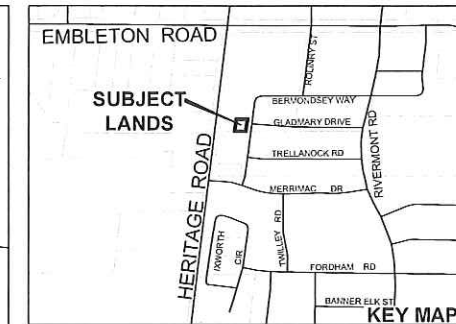 EMBLETON ROAD
ROLINRY ST
SUBJECT
LANDS
BERMONDSEY WAY
GLADMARY DRIVE
TRELLANOCK RD
RIVERMONT RD
HERITAGE ROAD
MERRIMAC DR
IXWORTH
CIR
TWILLEY RD
FORDHAM RD
BANNER ELK ST
KEY MAP